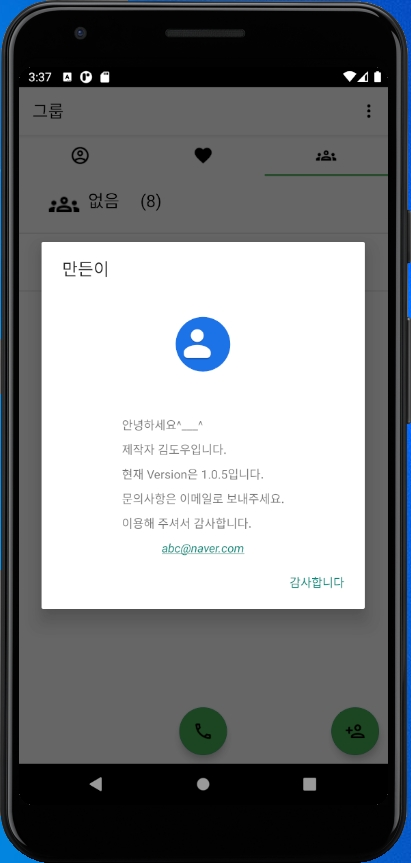 3:37
그룹
없음 (8)
만든이
안녕하세요^___^
제작자 김도우입니다.
현재 Version은 1.0.5입니다.
문의사항은 이메일로 보내주세요.
이용해 주셔서 감사합니다.
abc@naver.com
감사합니다